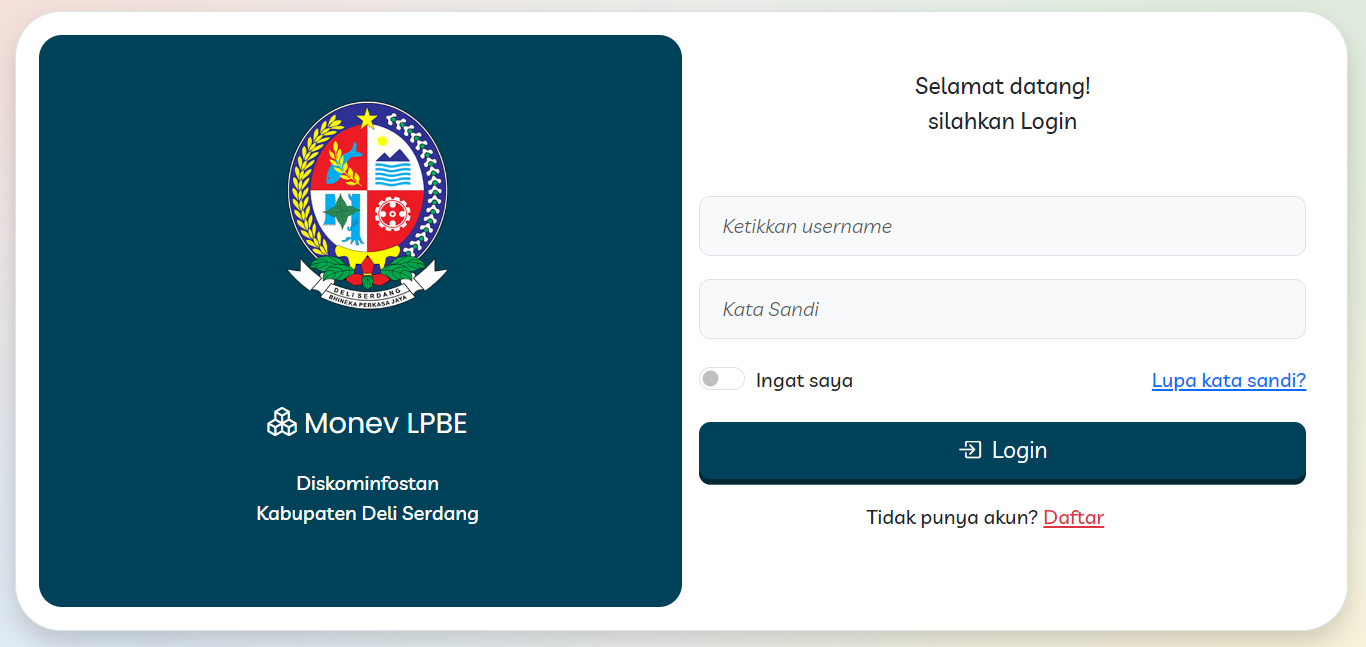 DELI SERDANG
BHINEKA PERKASA JAYA
Monev LPBE
Diskominfostan
Kabupaten Deli Serdang
Selamat datang!
silahkan Login
Ketikkan username
Kata Sandi
Ingat saya
Lupa kata sandi?
Login
Tidak punya akun? Daftar